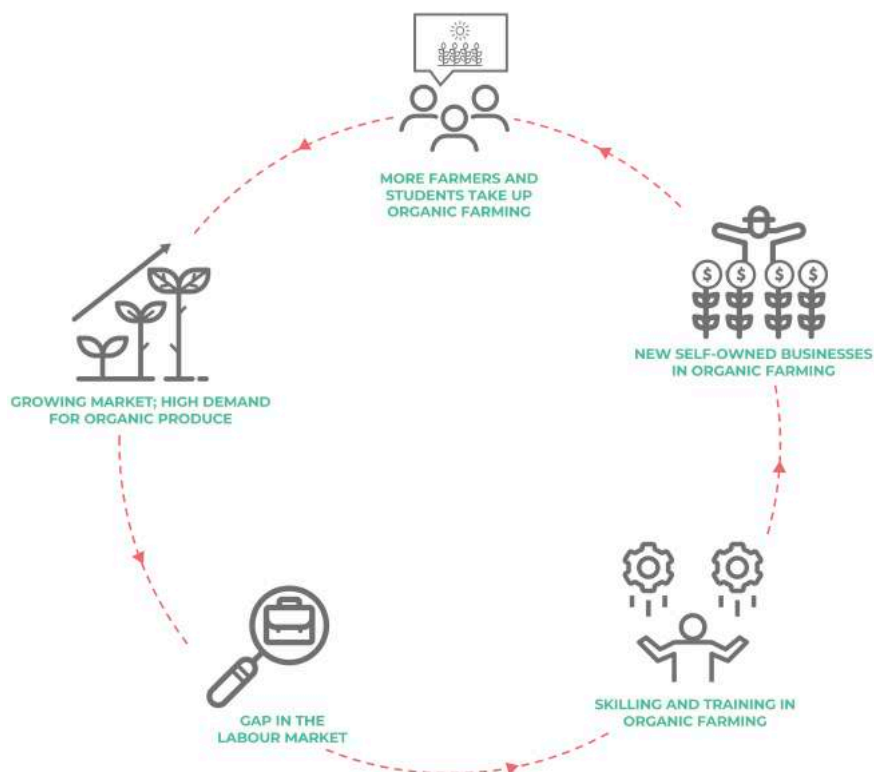 MORE FARMERS AND
STUDENTS TAKE UP
ORGANIC FARMING
$ $ $ $
NEW SELF-OWNED BUSINESSES
IN ORGANIC FARMING
GROWING MARKET; HIGH DEMAND
FOR ORGANIC PRODUCE
SKILLING AND TRAINING IN
ORGANIC FARMING
GAP IN THE
LABOUR MARKET